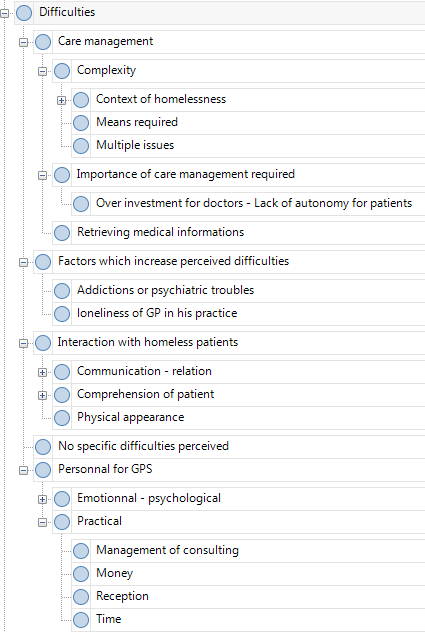 Difficulties
Care management
Complexity
Context of homelessness
Means required
Multiple issues
Importance of care management required
Over investment for doctors - Lack of autonomy for patients
Retrieving medical informations
Factors which increase perceived difficulties
Addictions or psychiatric troubles
loneliness of GP in his practice
Interaction with homeless patients
Communication - relation
Comprehension of patient
Physical appearance
No specific difficulties perceived
Personnal for GPS
Emotionnal - psychological
Practical
Management of consulting
Money
Reception
Time